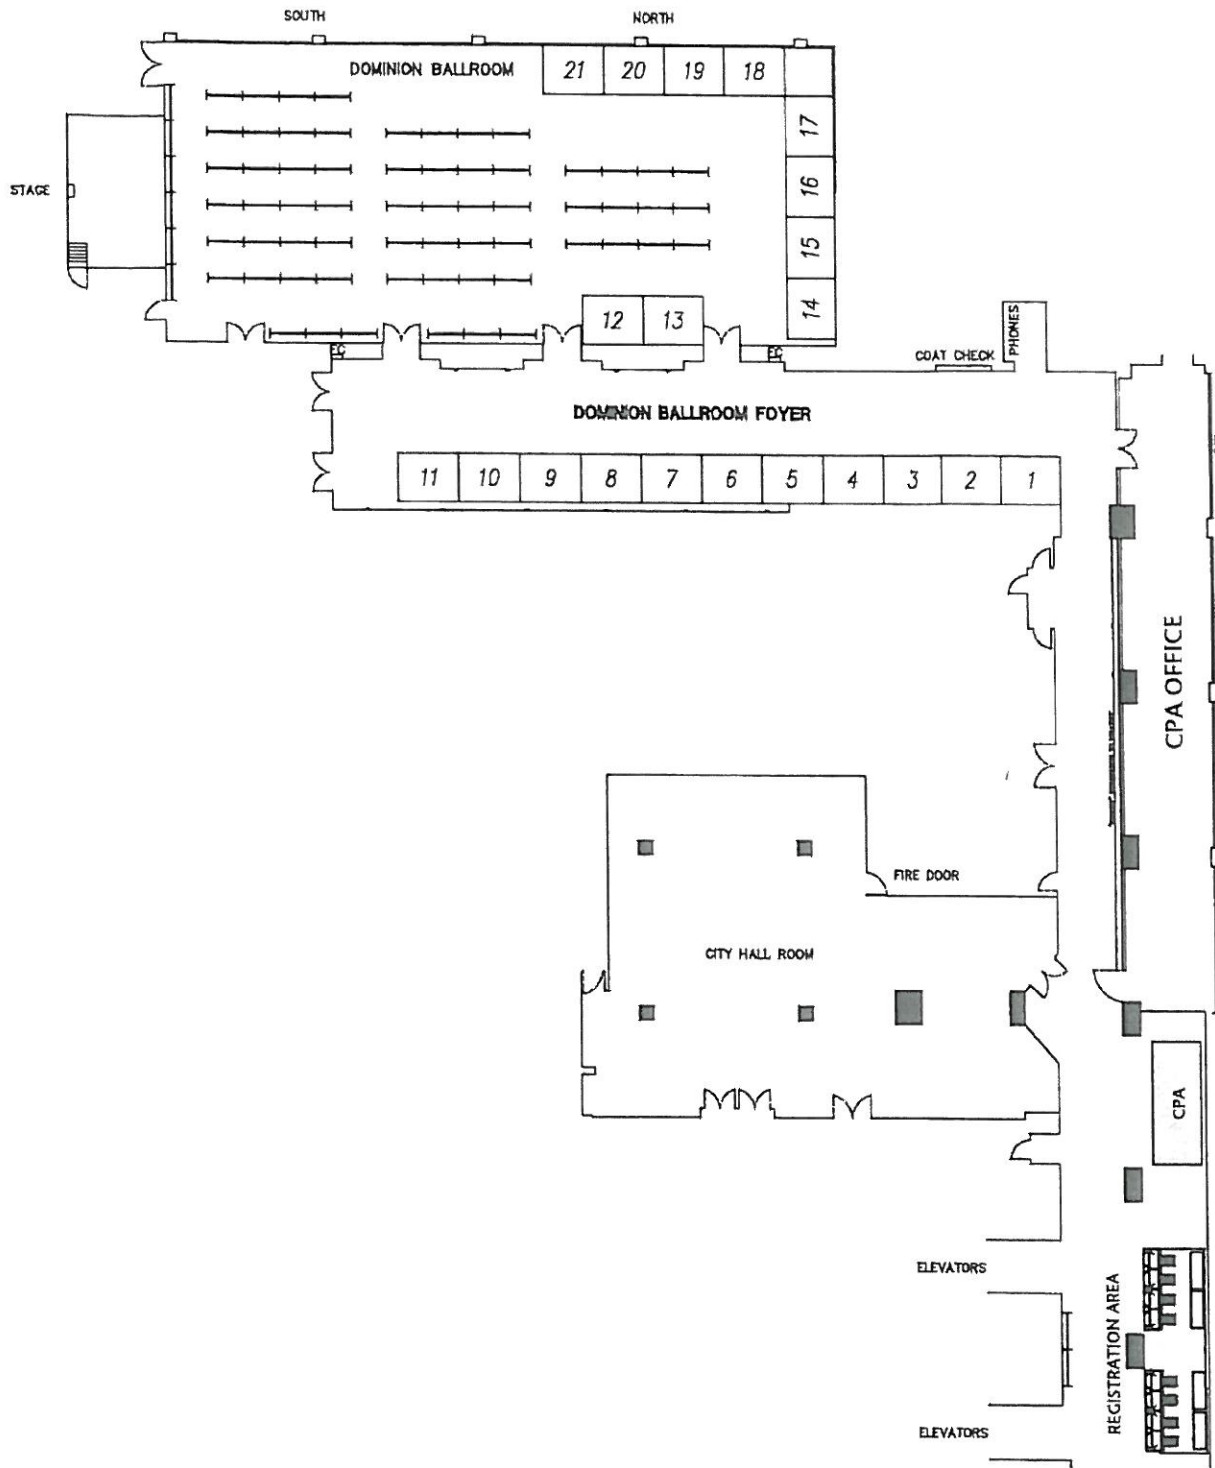 SOUTH
NORTH
DOMINION BALLROOM
21
20
19
18
17
16
15
14
STAGE
12
13
FC
FC
PHONES
COAT CHECK
DOMINION BALLROOM FOYER
11
10
9
8
7
6
5
4
3
2
1
CPA OFFICE
FIRE DOOR
CITY HALL ROOM
CPA
ELEVATORS
REGISTRATION AREA
ELEVATORS